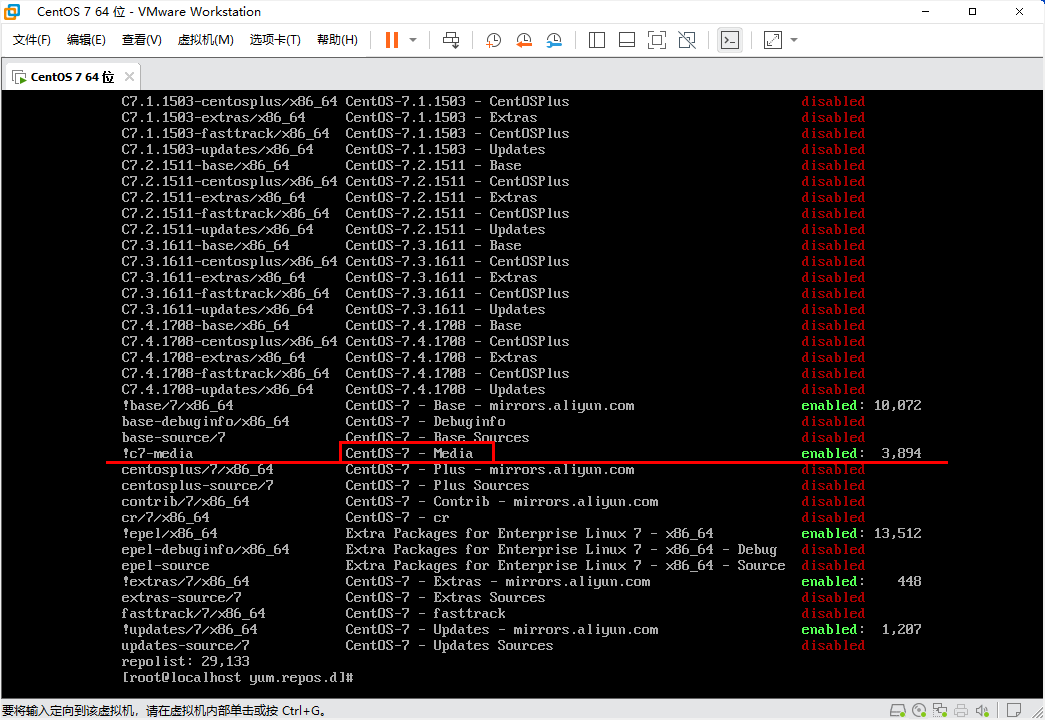 CentOS 7 64 位 - VMware Workstation
文件(F) 编辑(E) 查看(V) 虚拟机(M) 选项卡(T) 帮助(H)
CentOS 7 64 位
C7.1.1503-centosplus/x86_64 CentOS-7.1.1503 - CentOSPlus disabled
C7.1.1503-extras/x86_64 CentOS-7.1.1503 - Extras disabled
C7.1.1503-fasttrack/x86_64 CentOS-7.1.1503 - CentOSPlus disabled
C7.1.1503-updates/x86_64 CentOS-7.1.1503 - Updates disabled
C7.2.1511-base/x86_64 CentOS-7.2.1511 - Base disabled
C7.2.1511-centosplus/x86_64 CentOS-7.2.1511 - CentOSPlus disabled
C7.2.1511-extras/x86_64 CentOS-7.2.1511 - Extras disabled
C7.2.1511-fasttrack/x86_64 CentOS-7.2.1511 - CentOSPlus disabled
C7.2.1511-updates/x86_64 CentOS-7.2.1511 - Updates disabled
C7.3.1611-base/x86_64 CentOS-7.3.1611 - Base disabled
C7.3.1611-centosplus/x86_64 CentOS-7.3.1611 - CentOSPlus disabled
C7.3.1611-extras/x86_64 CentOS-7.3.1611 - Extras disabled
C7.3.1611-fasttrack/x86_64 CentOS-7.3.1611 - CentOSPlus disabled
C7.3.1611-updates/x86_64 CentOS-7.3.1611 - Updates disabled
C7.4.1708-base/x86_64 CentOS-7.4.1708 - Base disabled
C7.4.1708-centosplus/x86_64 CentOS-7.4.1708 - CentOSPlus disabled
C7.4.1708-extras/x86_64 CentOS-7.4.1708 - Extras disabled
C7.4.1708-fasttrack/x86_64 CentOS-7.4.1708 - CentOSPlus disabled
C7.4.1708-updates/x86_64 CentOS-7.4.1708 - Updates disabled
!base/7/x86_64 CentOS-7 - Base - mirrors.aliyun.com enabled: 10,072
base-debuginfo/x86_64 CentOS-7 - Debuginfo disabled
base-source/7 CentOS-7 - Base Sources disabled
!c7-media CentOS-7 - Media enabled: 3,894
centosplus/7/x86_64 CentOS-7 - Plus - mirrors.aliyun.com disabled
centosplus-source/7 CentOS-7 - Plus Sources disabled
contrib/7/x86_64 CentOS-7 - Contrib - mirrors.aliyun.com disabled
cr/7/x86_64 CentOS-7 - cr disabled
!epel/x86_64 Extra Packages for Enterprise Linux 7 - x86_64 enabled: 13,512
epel-debuginfo/x86_64 Extra Packages for Enterprise Linux 7 - x86_64 - Debug disabled
epel-source Extra Packages for Enterprise Linux 7 - x86_64 - Source disabled
!extras/7/x86_64 CentOS-7 - Extras - mirrors.aliyun.com enabled: 448
extras-source/7 CentOS-7 - Extras Sources disabled
fasttrack/7/x86_64 CentOS-7 - fasttrack disabled
!updates/7/x86_64 CentOS-7 - Updates - mirrors.aliyun.com enabled: 1,207
updates-source/7 CentOS-7 - Updates Sources disabled
repolist: 29,133
[root@localhost yum.repos.d]#
要将输入定向到该虚拟机，请在虚拟机内部单击或按 Ctrl+G。